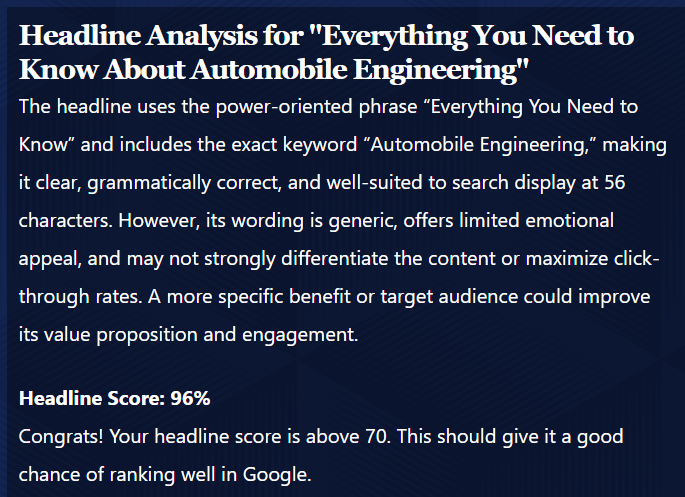 Headline Analysis for "Everything You Need to
Know About Automobile Engineering"
The headline uses the power-oriented phrase “Everything You Need to
Know” and includes the exact keyword “Automobile Engineering,” making
it clear, grammatically correct, and well-suited to search display at 56
characters. However, its wording is generic, offers limited emotional
appeal, and may not strongly differentiate the content or maximize click-
through rates. A more specific benefit or target audience could improve
its value proposition and engagement.
Headline Score: 96%
Congrats! Your headline score is above 70. This should give it a good
chance of ranking well in Google.